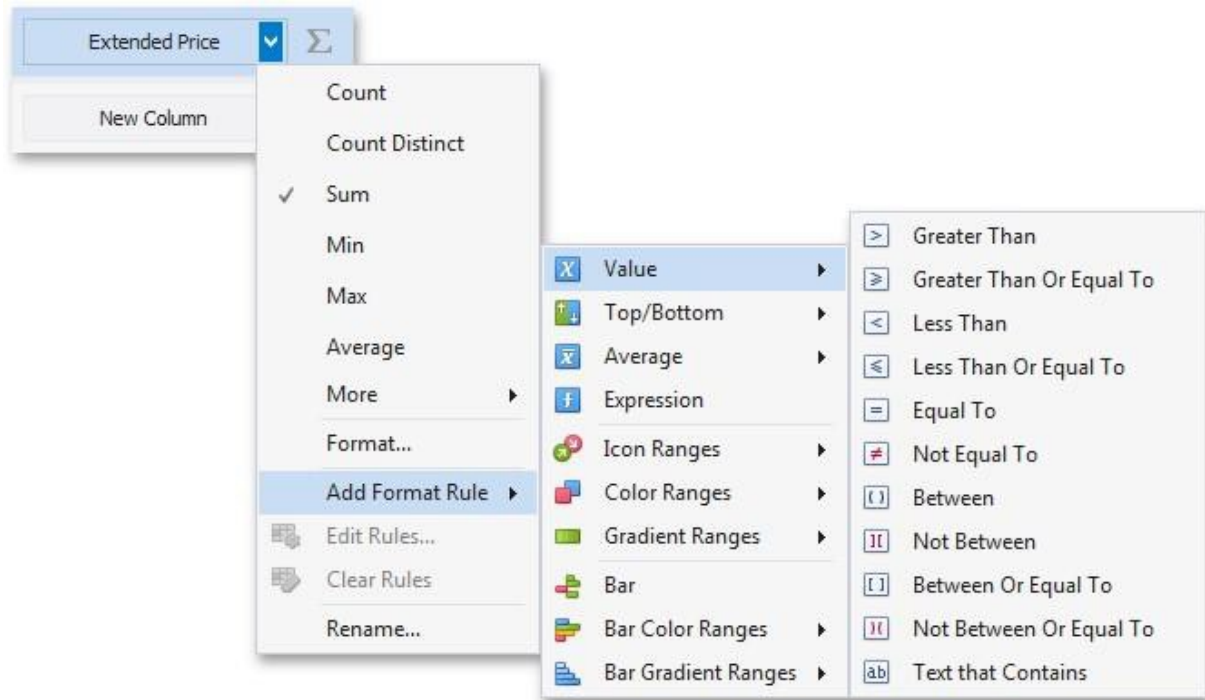 Extended Price
Σ
New Column
Count
Count Distinct
Sum
Min
Max
Average
More
Format...
Add Format Rule
Edit Rules...
Clear Rules
Rename...
Value
Top/Bottom
Average
Expression
Icon Ranges
Color Ranges
Gradient Ranges
Bar
Bar Color Ranges
Bar Gradient Ranges
Greater Than
Greater Than Or Equal To
Less Than
Less Than Or Equal To
Equal To
Not Equal To
Between
Not Between
Between Or Equal To
Not Between Or Equal To
ab Text that Contains